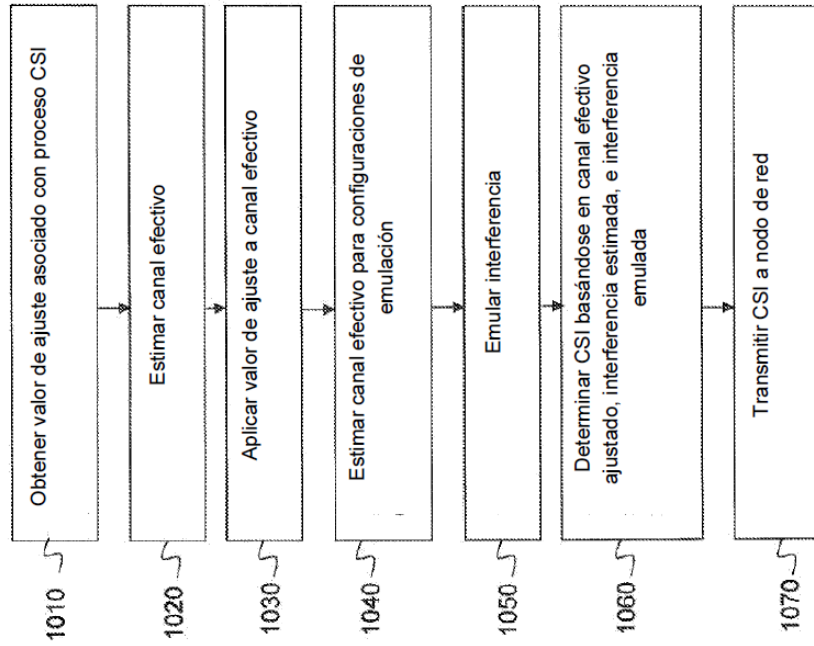 1010
Obtener valor de ajuste asociado con proceso CSI
1020
Estimar canal efectivo
1030
Aplicar valor de ajuste a canal efectivo
1040
Estimar canal efectivo para configuraciones de
emulación
1050
Emular interferencia
1060
Determinar CSI basándose en canal efectivo
ajustado, interferencia estimada, e interferencia
emulada
1070
Transmitir CSI a nodo de red